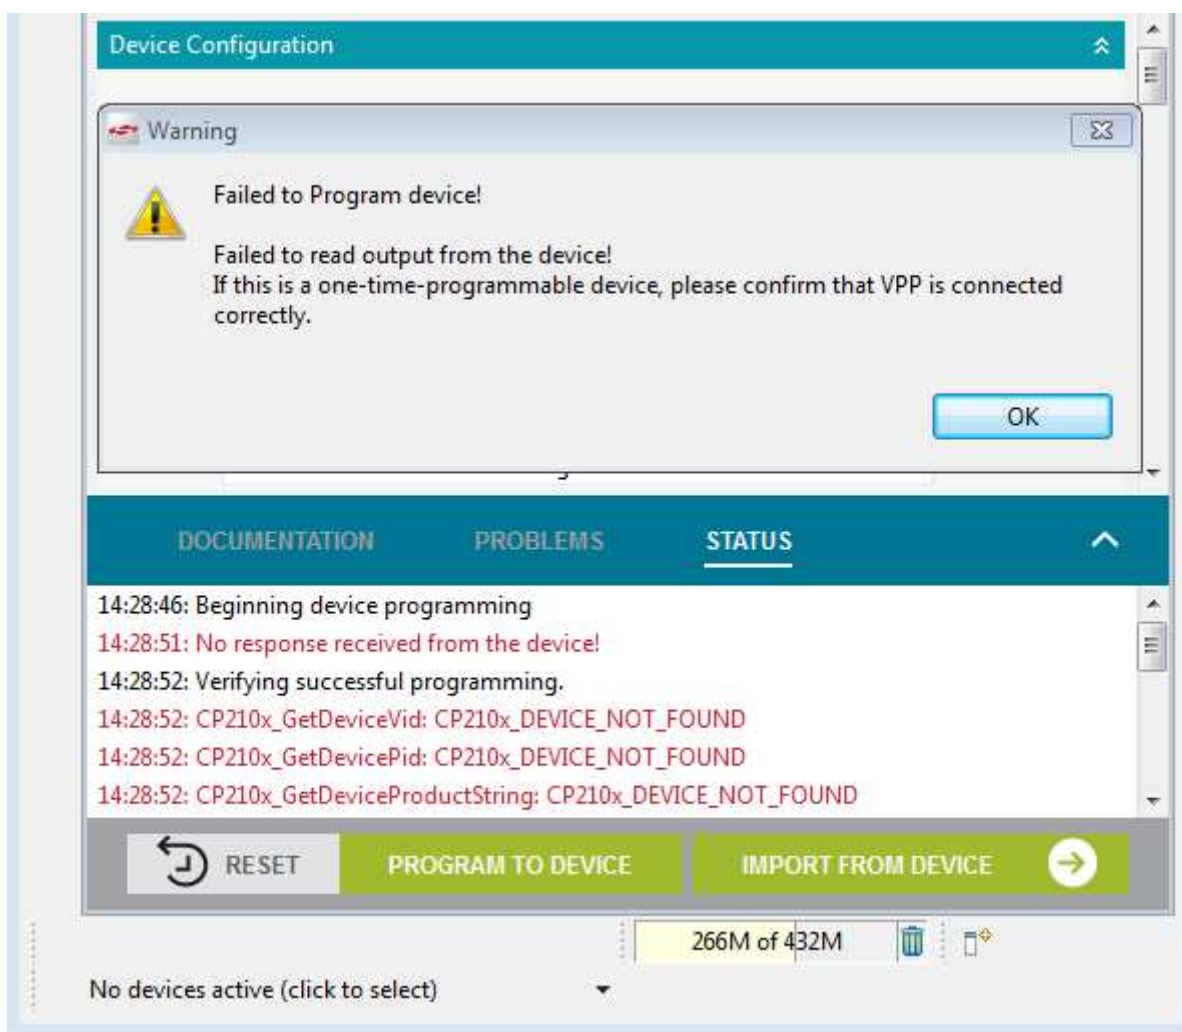 Device Configuration
Warning
Failed to Program device!
Failed to read output from the device!
If this is a one-time-programmable device, please confirm that VPP is connected
correctly.
OK
DOCUMENTATION PROBLEMS STATUS
14:28:46: Beginning device programming
14:28:51: No response received from the device!
14:28:52: Verifying successful programming.
14:28:52: CP210x_GetDeviceVid: CP210x_DEVICE_NOT_FOUND
14:28:52: CP210x_GetDevicePid: CP210x_DEVICE_NOT_FOUND
14:28:52: CP210x_GetDeviceProductString: CP210x_DEVICE_NOT_FOUND
RESET PROGRAM TO DEVICE IMPORT FROM DEVICE
266M of 432M
No devices active (click to select)